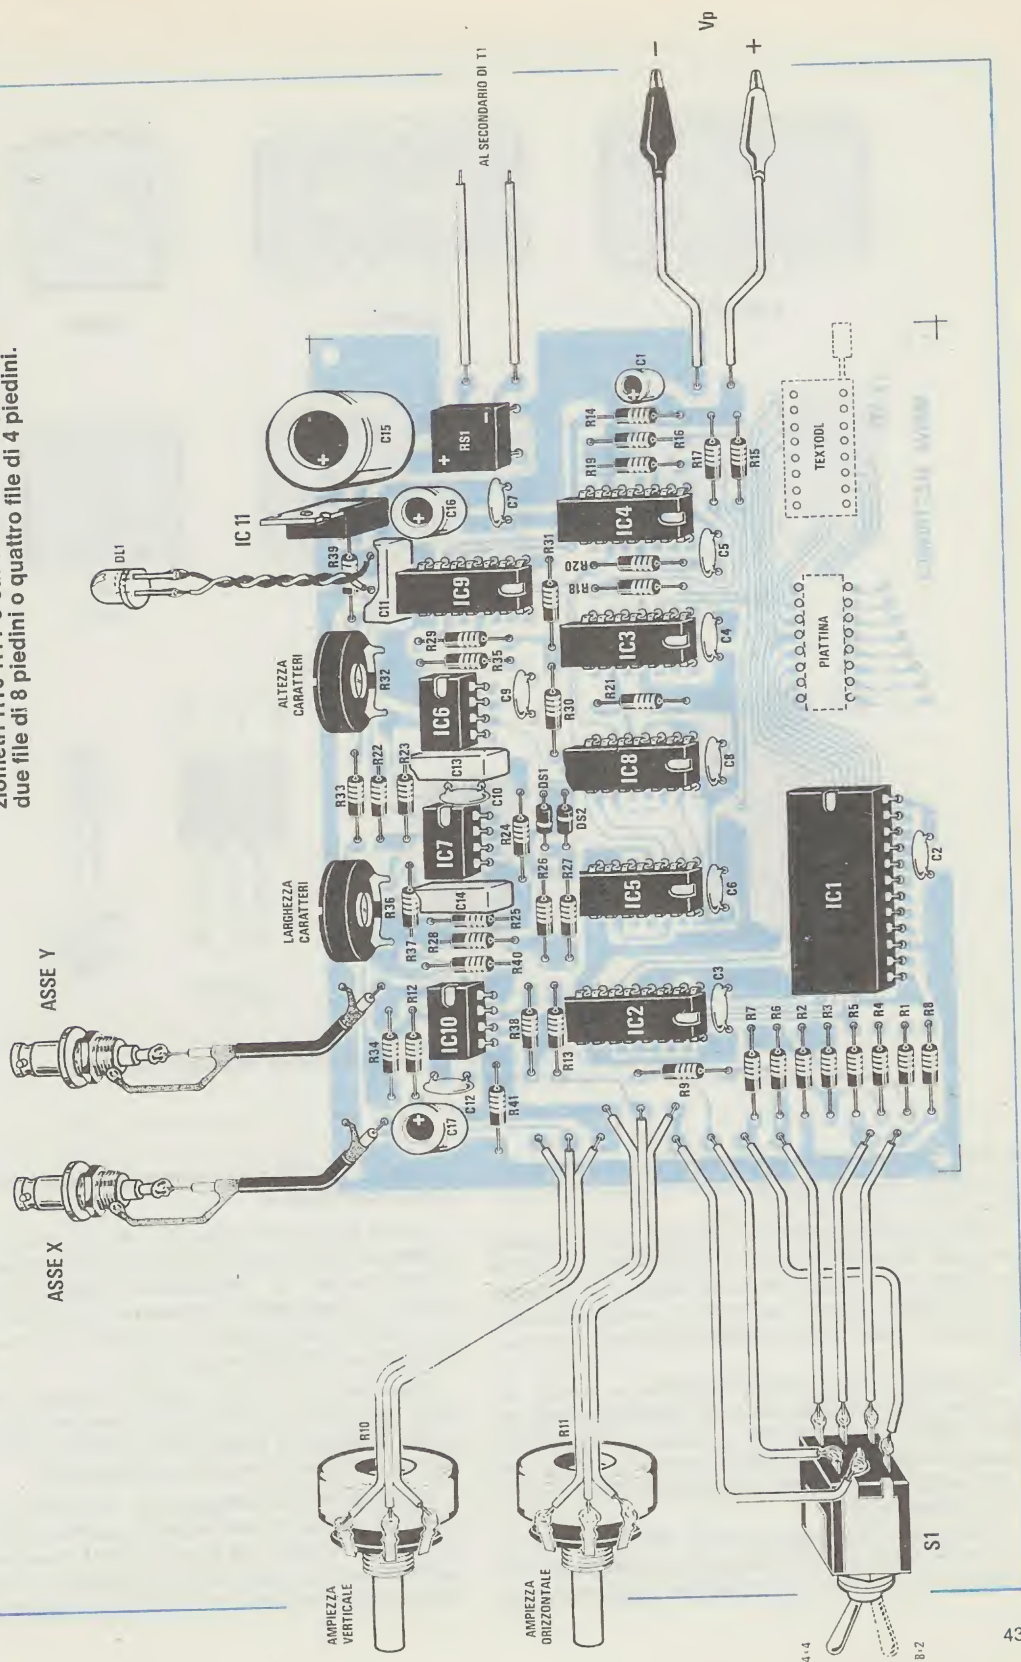 due file di 8 piedini o quattro file di 4 piedini.
ASSE X
ASSE Y
LARGHEZZA
CARATTERI
ALTEZZA
CARATTERI
DL1
IC 11
AL SECONDARIO DI T1
Vp
-
+
R36
R32
R33
R22
R23
R39
C15
C11
C16
RS1
+
-
C7
R34
R12
C17
C12
IC10
R41
R37
R28
R40
C14
R25
IC7
C10
C13
IC6
R29
R35
C9
IC9
R31
R38
R13
R26
R27
R24
DS1
DS2
R30
R21
R20
R18
R19
R14
R16
C1
R17
R15
IC2
C3
IC5
C6
IC8
C8
IC3
C4
IC4
C5
R9
R7
R6
R2
R3
R5
R4
R1
R8
IC1
C2
PIATTINA
TEXTOOL
R10
AMPIEZZA
VERTICALE
R11
AMPIEZZA
ORIZZONTALE
S1
4x4
8x2
43